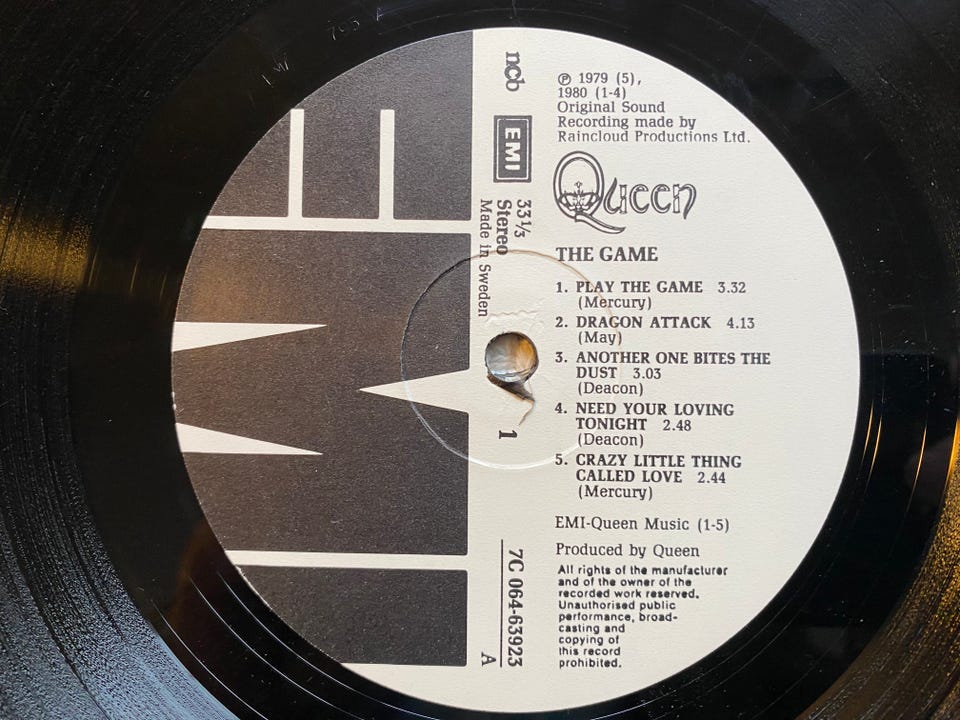 ncb
EMI
33⅓
Stereo
Made in Sweden
1
7C 064-63923
A
℗ 1979 (5),
1980 (1-4)
Original Sound
Recording made by
Raincloud Productions Ltd.
Queen
THE GAME
1. PLAY THE GAME 3.32
(Mercury)
2. DRAGON ATTACK 4.13
(May)
3. ANOTHER ONE BITES THE
DUST 3.03
(Deacon)
4. NEED YOUR LOVING
TONIGHT 2.48
(Deacon)
5. CRAZY LITTLE THING
CALLED LOVE 2.44
(Mercury)
EMI-Queen Music (1-5)
Produced by Queen
All rights of the manufacturer
and of the owner of the
recorded work reserved.
Unauthorised public
performance, broad-
casting and
copying of
this record
prohibited.
EMI